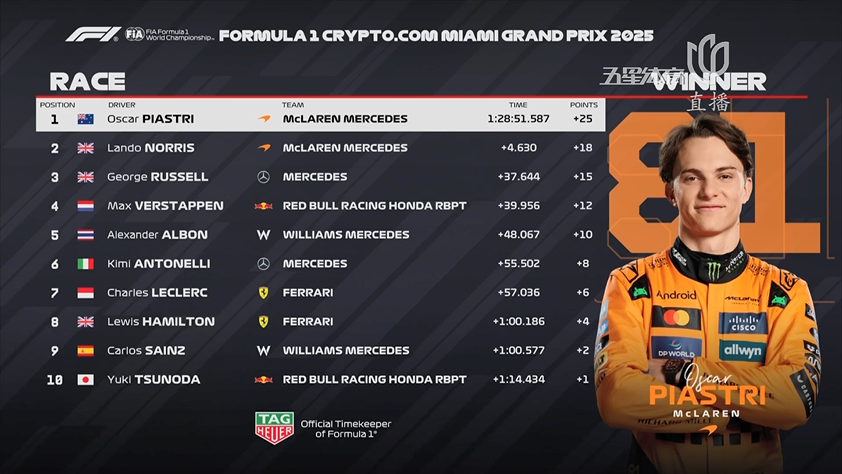 F1® FIA FIA Formula 1 World Championship™ FORMULA 1 CRYPTO.COM MIAMI GRAND PRIX 2025
五星体育
直播
RACE
WINNER
POSITION DRIVER TEAM TIME POINTS
1 Oscar PIASTRI McLAREN MERCEDES 1:28:51.587 +25
2 Lando NORRIS McLAREN MERCEDES +4.630 +18
3 George RUSSELL MERCEDES +37.644 +15
4 Max VERSTAPPEN RED BULL RACING HONDA RBPT +39.956 +12
5 Alexander ALBON WILLIAMS MERCEDES +48.067 +10
6 Kimi ANTONELLI MERCEDES +55.502 +8
7 Charles LECLERC FERRARI +57.036 +6
8 Lewis HAMILTON FERRARI +1:00.186 +4
9 Carlos SAINZ WILLIAMS MERCEDES +1:00.577 +2
10 Yuki TSUNODA RED BULL RACING HONDA RBPT +1:14.434 +1
81
Android
McLaren
mastercard
CISCO
DP WORLD
allwyn
RICHARD MILLE
Oscar
PIASTRI
McLAREN
TAG HEUER
Official Timekeeper
of Formula 1®